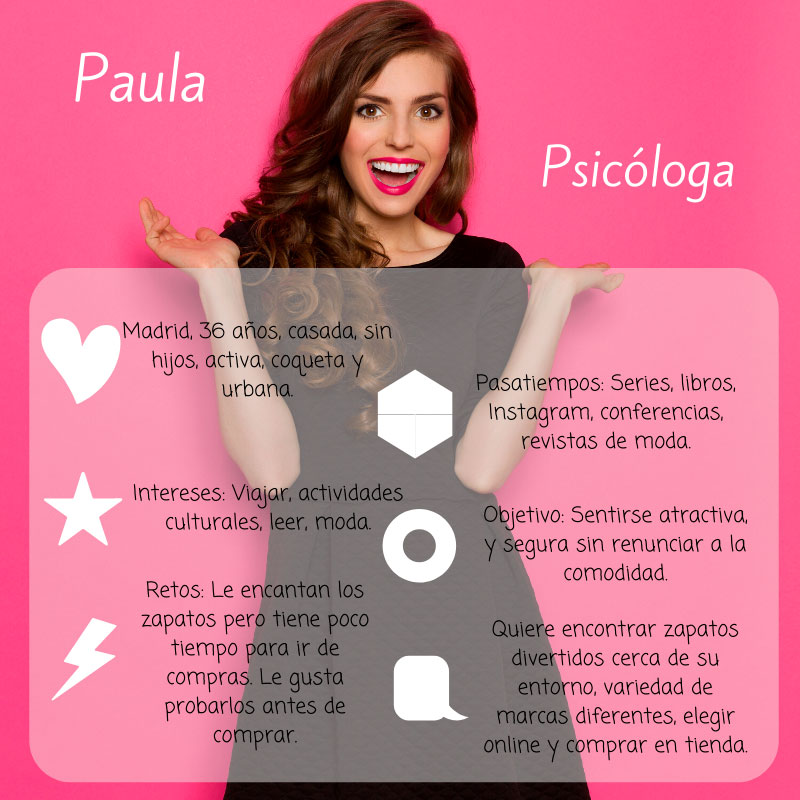 Paula
Psicóloga
Madrid, 36 años, casada, sin
hijos, activa, coqueta y
urbana.
Intereses: Viajar, actividades
culturales, leer, moda.
Retos: Le encantan los
zapatos pero tiene poco
tiempo para ir de
compras. Le gusta
probarlos antes de
comprar.
Pasatiempos: Series, libros,
Instagram, conferencias,
revistas de moda.
Objetivo: Sentirse atractiva,
y segura sin renunciar a la
comodidad.
Quiere encontrar zapatos
divertidos cerca de su
entorno, variedad de
marcas diferentes, elegir
online y comprar en tienda.